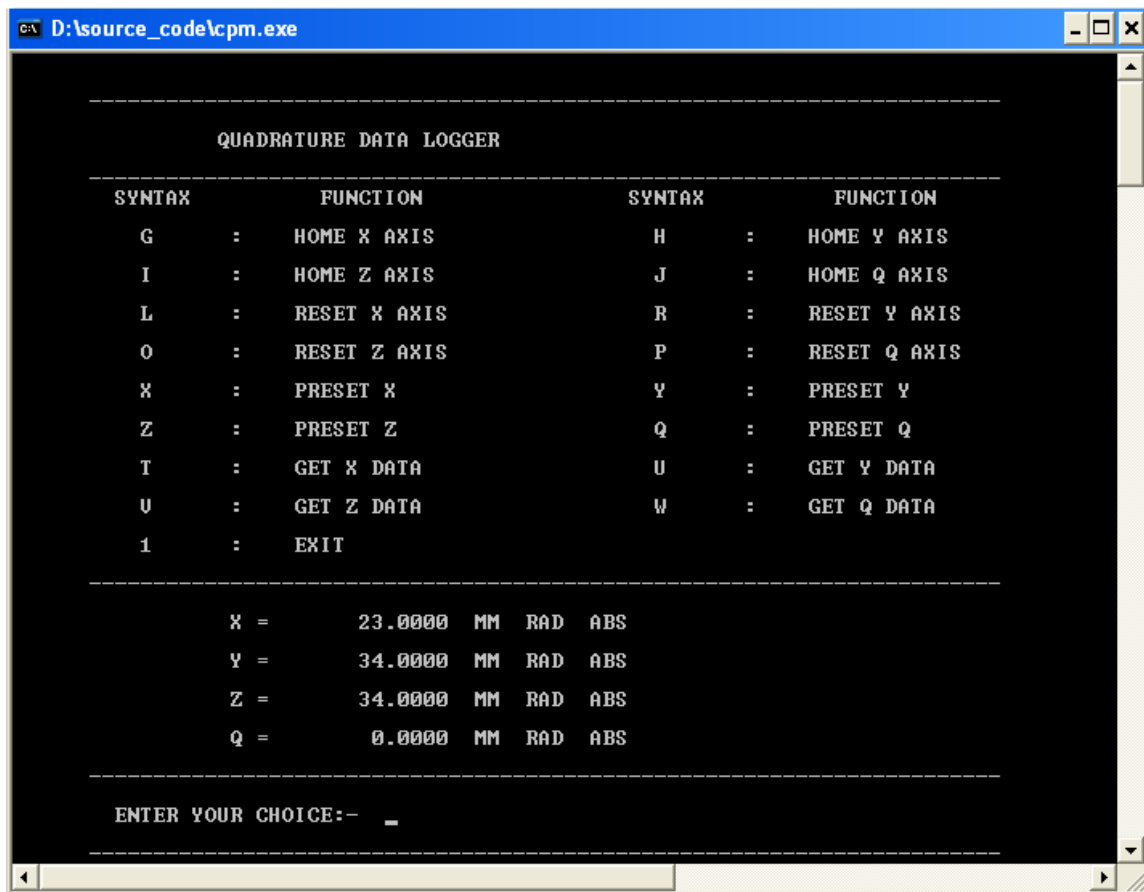 D:\source_code\cpm.exe
QUADRATURE DATA LOGGER
SYNTAX FUNCTION SYNTAX FUNCTION
G : HOME X AXIS H : HOME Y AXIS
I : HOME Z AXIS J : HOME Q AXIS
L : RESET X AXIS R : RESET Y AXIS
O : RESET Z AXIS P : RESET Q AXIS
X : PRESET X Y : PRESET Y
Z : PRESET Z Q : PRESET Q
T : GET X DATA U : GET Y DATA
V : GET Z DATA W : GET Q DATA
1 : EXIT
X = 23.0000 MM RAD ABS
Y = 34.0000 MM RAD ABS
Z = 34.0000 MM RAD ABS
Q = 0.0000 MM RAD ABS
ENTER YOUR CHOICE:- _